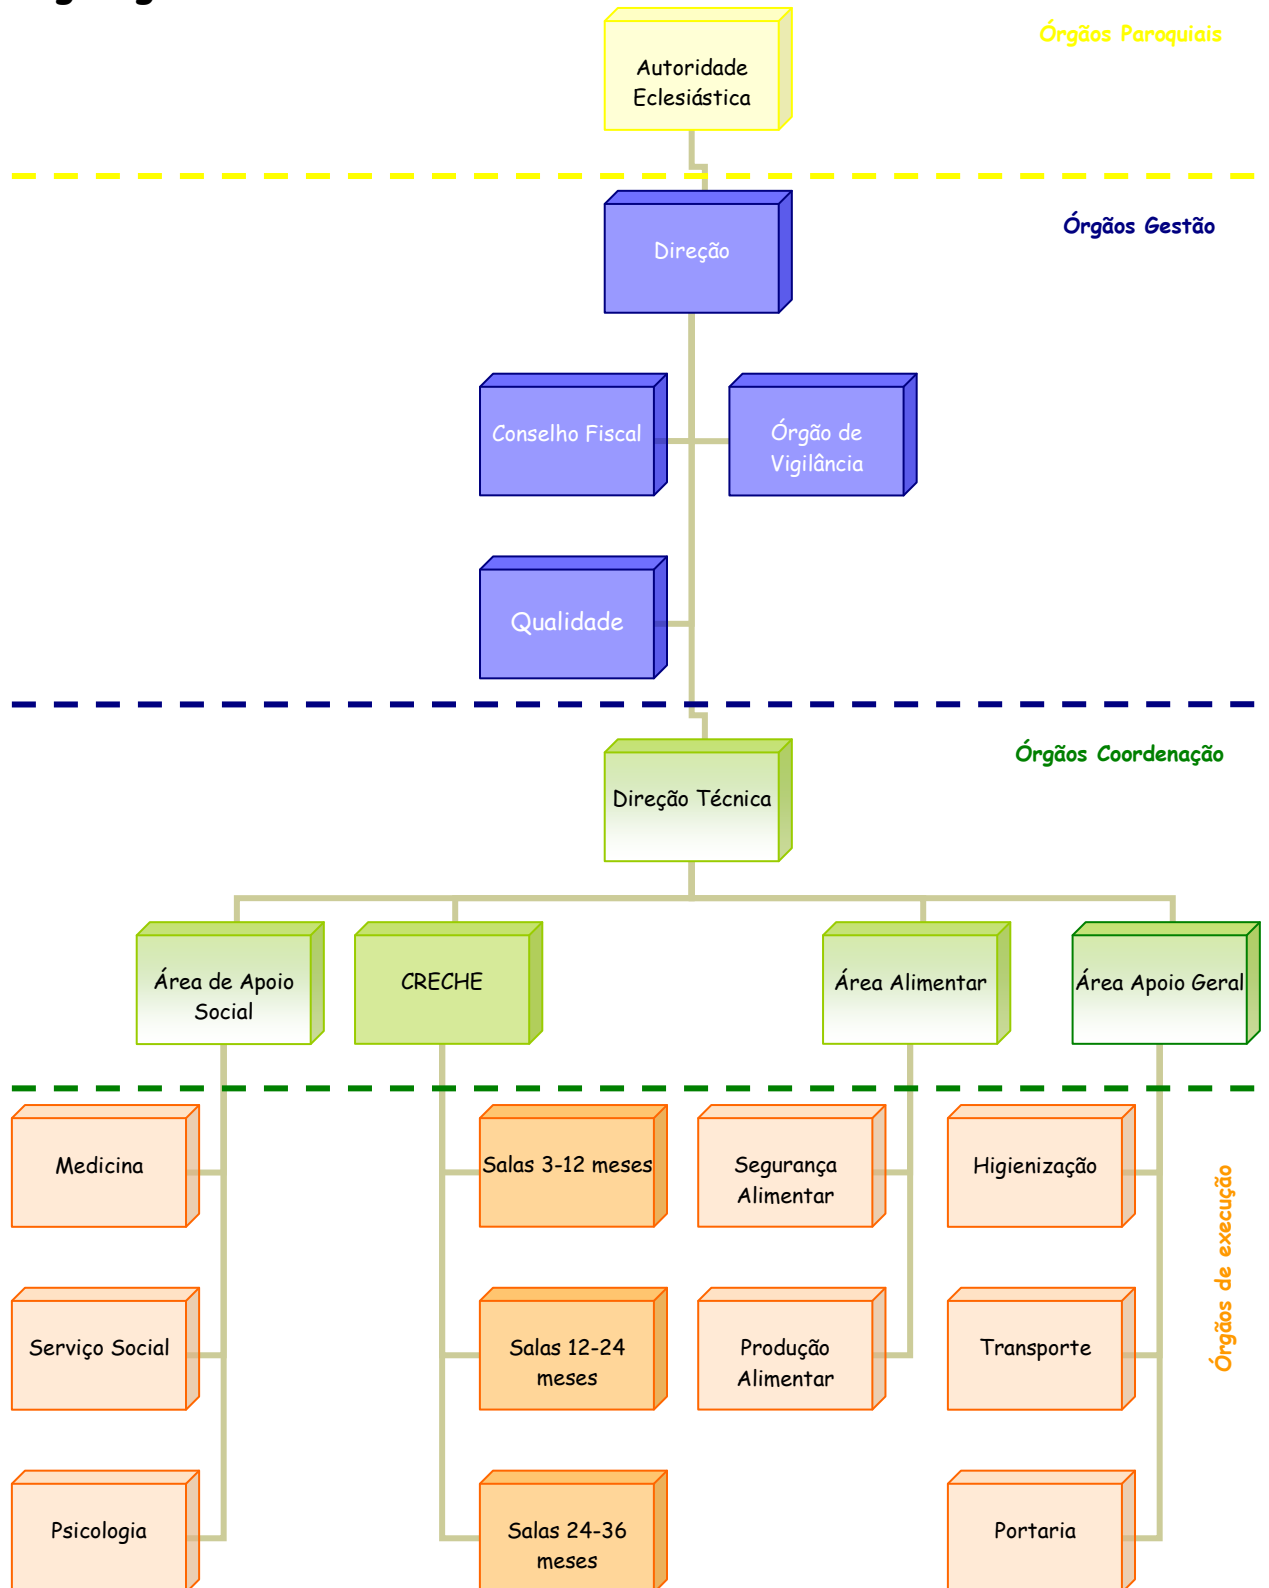 Órgãos Paroquiais
Autoridade
Eclesiástica
Órgãos Gestão
Direção
Conselho Fiscal
Órgão de
Vigilância
Qualidade
Órgãos Coordenação
Direção Técnica
Área de Apoio
Social
CRECHE
Área Alimentar
Área Apoio Geral
Medicina
Salas 3-12 meses
Segurança
Alimentar
Higienização
Órgãos de execução
Serviço Social
Salas 12-24
meses
Produção
Alimentar
Transporte
Psicologia
Salas 24-36
meses
Portaria